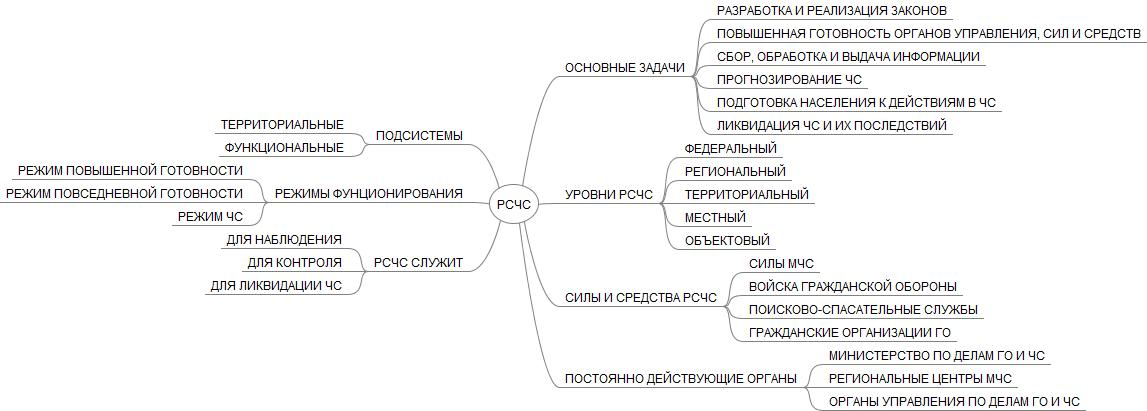 РСЧС
ОСНОВНЫЕ ЗАДАЧИ
РАЗРАБОТКА И РЕАЛИЗАЦИЯ ЗАКОНОВ
ПОВЫШЕННАЯ ГОТОВНОСТЬ ОРГАНОВ УПРАВЛЕНИЯ, СИЛ И СРЕДСТВ
СБОР, ОБРАБОТКА И ВЫДАЧА ИНФОРМАЦИИ
ПРОГНОЗИРОВАНИЕ ЧС
ПОДГОТОВКА НАСЕЛЕНИЯ К ДЕЙСТВИЯМ В ЧС
ЛИКВИДАЦИЯ ЧС И ИХ ПОСЛЕДСТВИЙ
УРОВНИ РСЧС
ФЕДЕРАЛЬНЫЙ
РЕГИОНАЛЬНЫЙ
ТЕРРИТОРИАЛЬНЫЙ
МЕСТНЫЙ
ОБЪЕКТОВЫЙ
СИЛЫ И СРЕДСТВА РСЧС
СИЛЫ МЧС
ВОЙСКА ГРАЖДАНСКОЙ ОБОРОНЫ
ПОИСКОВО-СПАСАТЕЛЬНЫЕ СЛУЖБЫ
ГРАЖДАНСКИЕ ОРГАНИЗАЦИИ ГО
ПОСТОЯННО ДЕЙСТВУЮЩИЕ ОРГАНЫ
МИНИСТЕРСТВО ПО ДЕЛАМ ГО И ЧС
РЕГИОНАЛЬНЫЕ ЦЕНТРЫ МЧС
ОРГАНЫ УПРАВЛЕНИЯ ПО ДЕЛАМ ГО И ЧС
ПОДСИСТЕМЫ
ТЕРРИТОРИАЛЬНЫЕ
ФУНКЦИОНАЛЬНЫЕ
РЕЖИМЫ ФУНЦИОНИРОВАНИЯ
РЕЖИМ ПОВЫШЕННОЙ ГОТОВНОСТИ
РЕЖИМ ПОВСЕДНЕВНОЙ ГОТОВНОСТИ
РЕЖИМ ЧС
РСЧС СЛУЖИТ
ДЛЯ НАБЛЮДЕНИЯ
ДЛЯ КОНТРОЛЯ
ДЛЯ ЛИКВИДАЦИИ ЧС